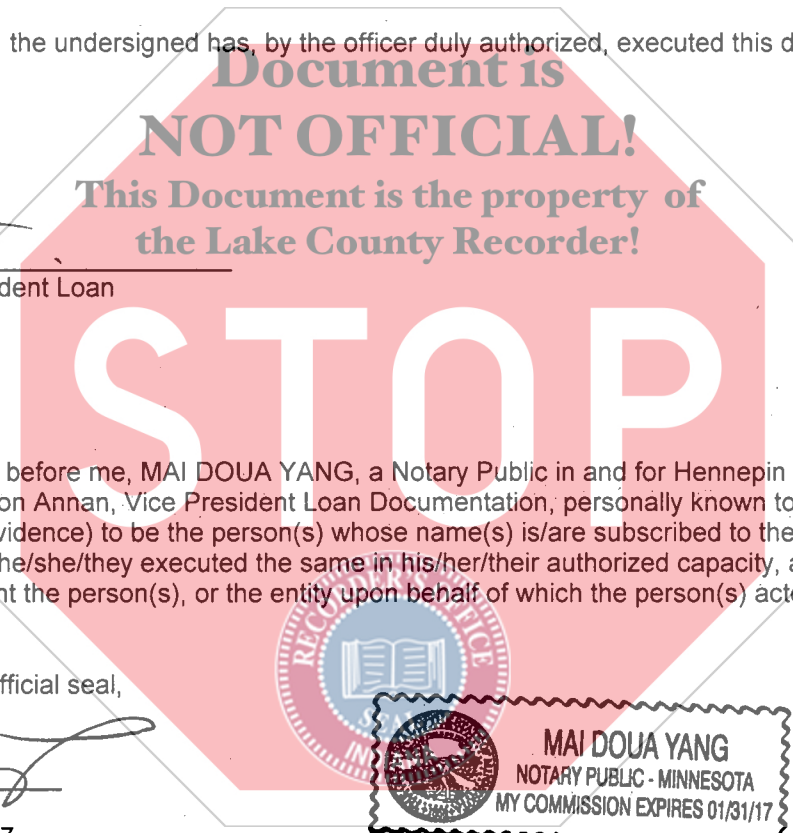 the undersigned has, by the officer duly authorized, executed this d
Document is
NOT OFFICIAL!
This Document is the property of
the Lake County Recorder!
dent Loan
STOP
before me, MAI DOUA YANG, a Notary Public in and for Hennepin
on Annan, Vice President Loan Documentation, personally known to
vidence) to be the person(s) whose name(s) is/are subscribed to the
he/she/they executed the same in his/her/their authorized capacity, a
nt the person(s), or the entity upon behalf of which the person(s) act
RECORDER'S OFFICE
SEAL
fficial seal,
MAI DOUA YANG
NOTARY PUBLIC - MINNESOTA
MY COMMISSION EXPIRES 01/31/17